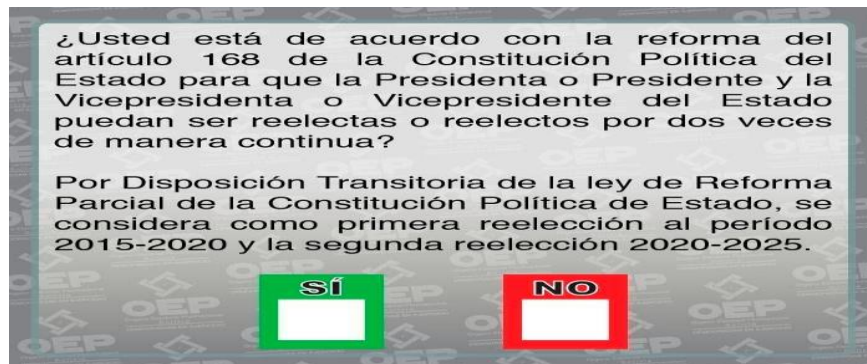 ¿Usted está de acuerdo con la reforma del
artículo 168 de la Constitución Política del
Estado para que la Presidenta o Presidente y la
Vicepresidenta o Vicepresidente del Estado
puedan ser reelectas o reelectos por dos veces
de manera continua?
Por Disposición Transitoria de la ley de Reforma
Parcial de la Constitución Política de Estado, se
considera como primera reelección al período
2015-2020 y la segunda reelección 2020-2025.
SÍ NO
OEP